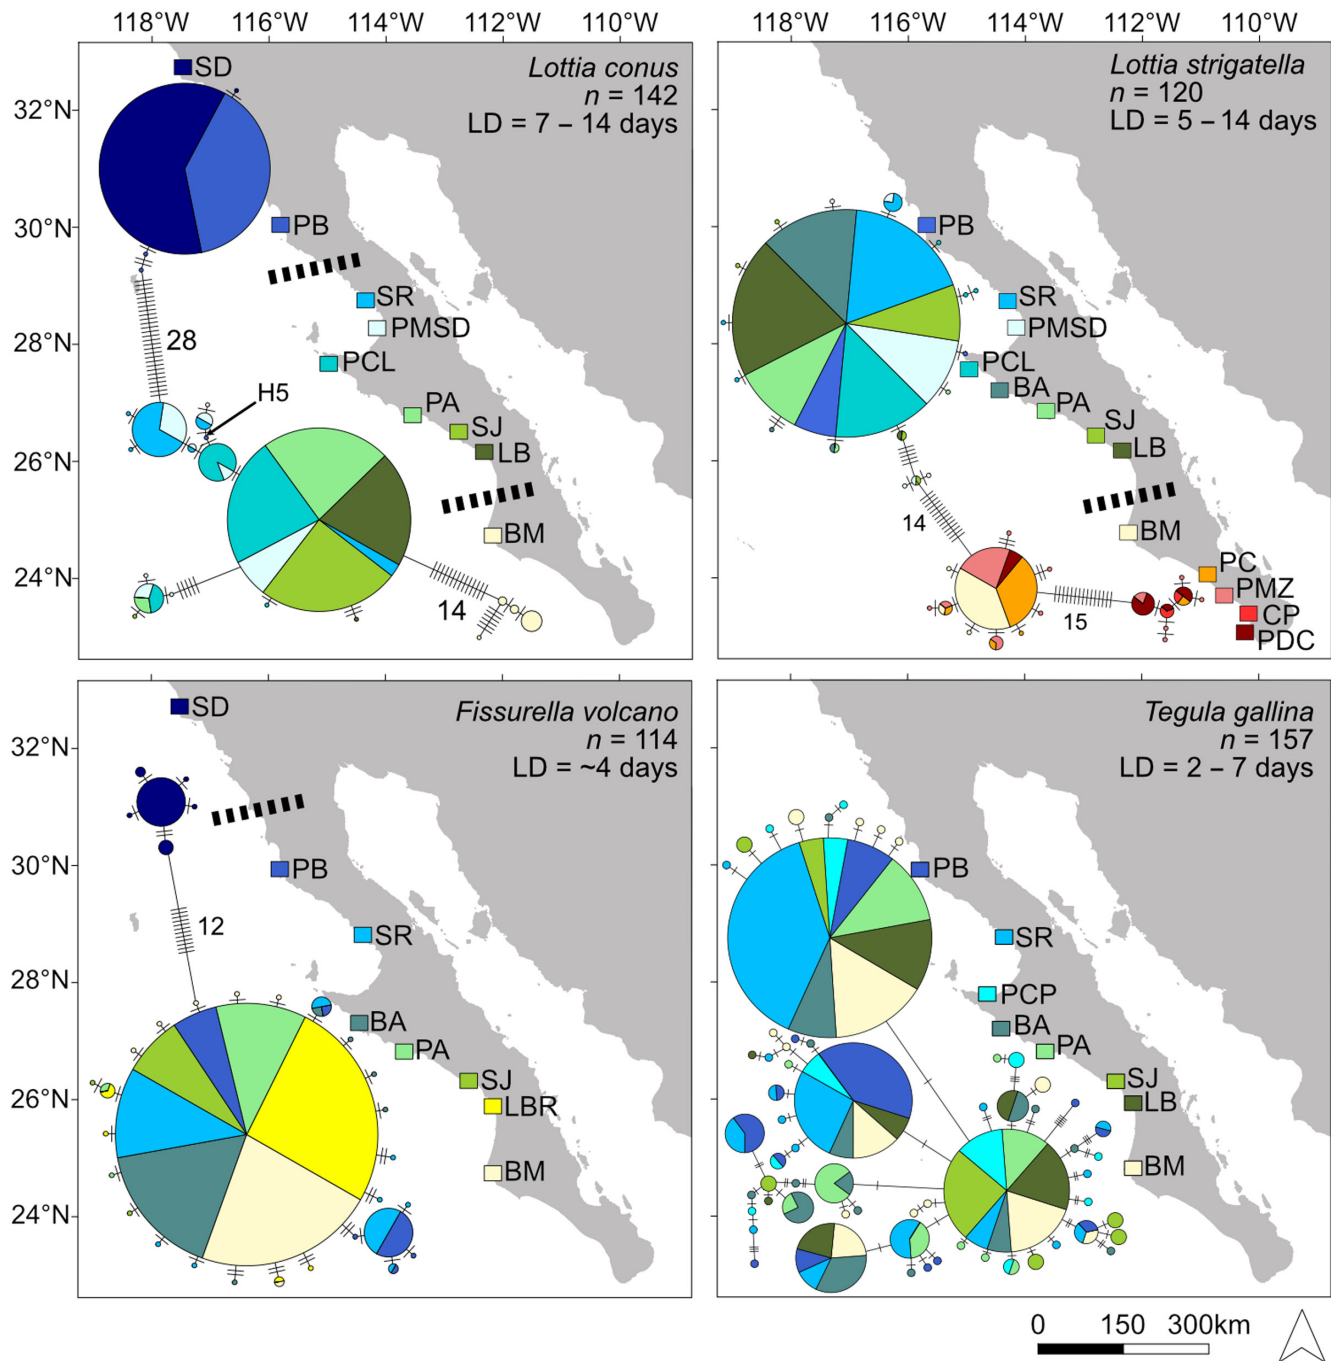 118°W 116°W 114°W 112°W 110°W
118°W 116°W 114°W 112°W 110°W
32°N
30°N
28°N
26°N
24°N
Lottia conus
n = 142
LD = 7 – 14 days
SD
PB
SR
PMSD
PCL
PA
SJ
LB
BM
28
H5
14
Lottia strigatella
n = 120
LD = 5 – 14 days
PB
SR
PMSD
PCL
BA
PA
SJ
LB
BM
PC
PMZ
CP
PDC
14
15
32°N
30°N
28°N
26°N
24°N
Fissurella volcano
n = 114
LD = ~4 days
SD
PB
SR
BA
PA
SJ
LBR
BM
12
Tegula gallina
n = 157
LD = 2 – 7 days
PB
SR
PCP
BA
PA
SJ
LB
BM
0 150 300km